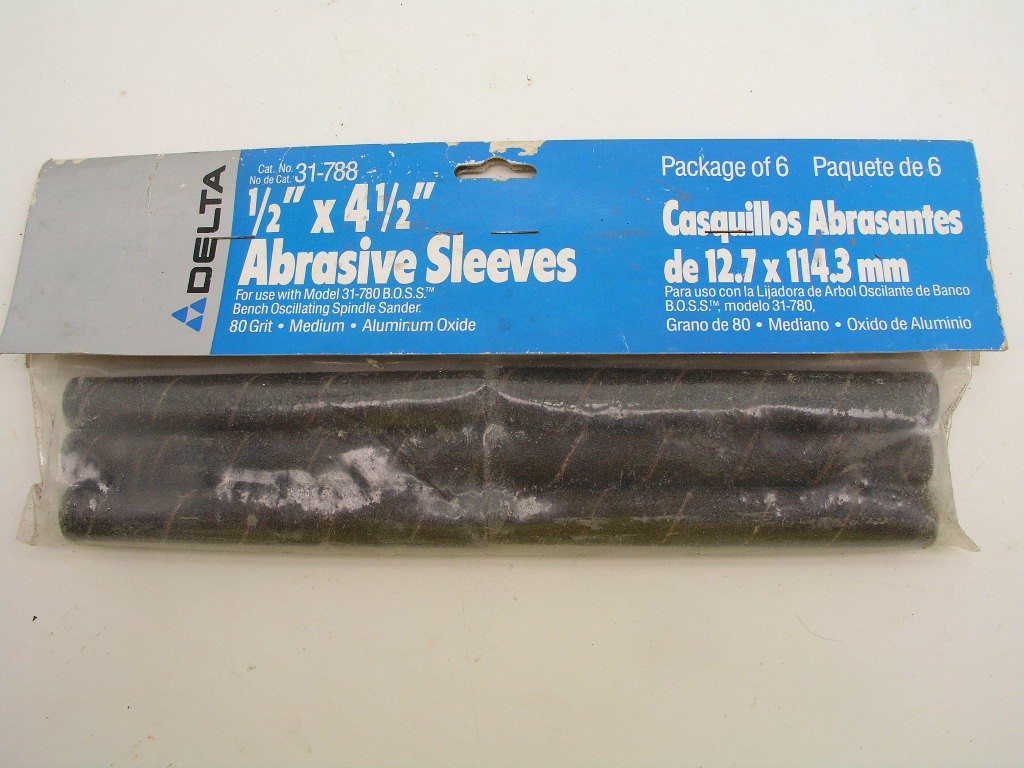 DELTA
Cat. No. 31-788
No de Cat.
1/2" x 4 1/2"
Abrasive Sleeves
For use with Model 31-780 B.O.S.S.™
Bench Oscillating Spindle Sander.
80 Grit • Medium • Aluminum Oxide
Package of 6 Paquete de 6
Casquillos Abrasantes
de 12.7 x 114.3 mm
Para uso con la Lijadora de Arbol Oscilante de Banco
B.O.S.S.™, modelo 31-780,
Grano de 80 • Mediano • Oxido de Aluminio